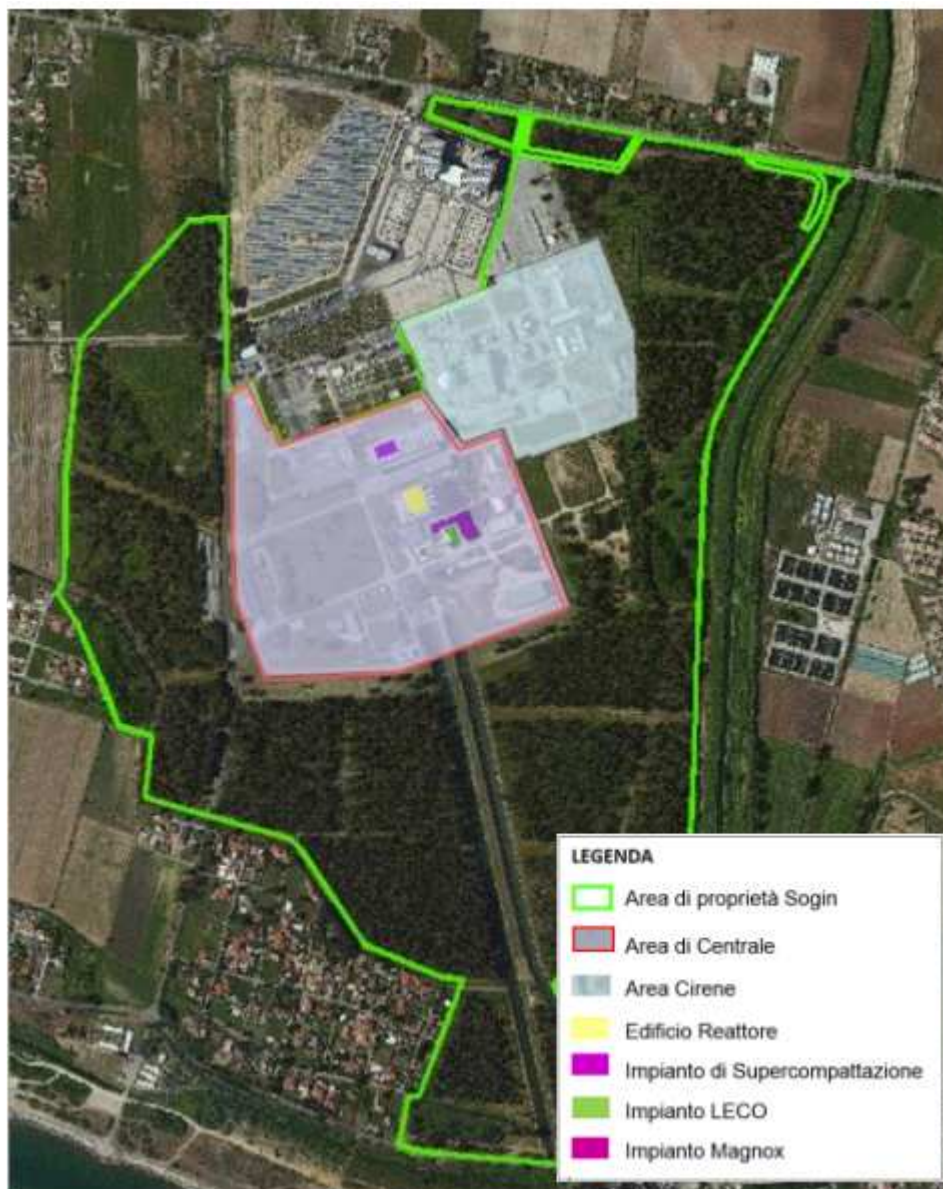 LEGENDA
Area di proprietà Sogin
Area di Centrale
Area Cirene
Edificio Reattore
Impianto di Supercompattazione
Impianto LECO
Impianto Magnox